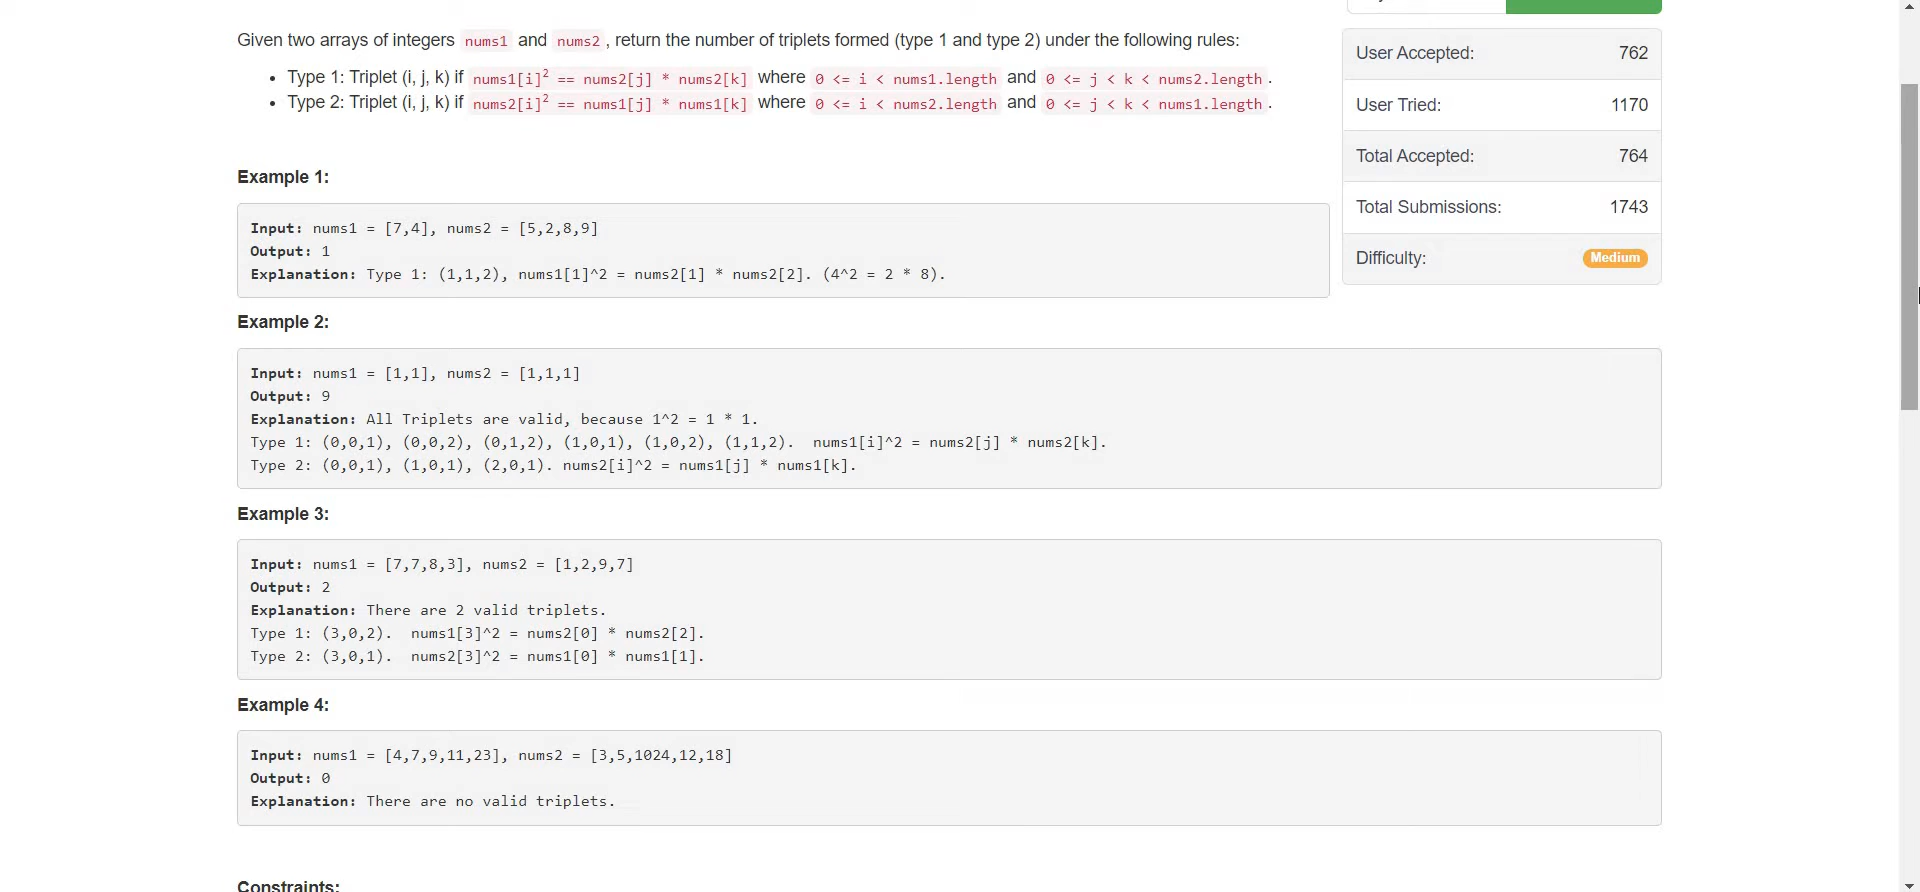 Given two arrays of integers nums1 and nums2 , return the number of triplets formed (type 1 and type 2) under the following rules:
• Type 1: Triplet (i, j, k) if nums1[i]² == nums2[j] * nums2[k] where 0 <= i < nums1.length and 0 <= j < k < nums2.length .
• Type 2: Triplet (i, j, k) if nums2[i]² == nums1[j] * nums1[k] where 0 <= i < nums2.length and 0 <= j < k < nums1.length .
User Accepted: 762
User Tried: 1170
Total Accepted: 764
Total Submissions: 1743
Difficulty: Medium
Example 1:
Input: nums1 = [7,4], nums2 = [5,2,8,9]
Output: 1
Explanation: Type 1: (1,1,2), nums1[1]^2 = nums2[1] * nums2[2]. (4^2 = 2 * 8).
Example 2:
Input: nums1 = [1,1], nums2 = [1,1,1]
Output: 9
Explanation: All Triplets are valid, because 1^2 = 1 * 1.
Type 1: (0,0,1), (0,0,2), (0,1,2), (1,0,1), (1,0,2), (1,1,2).  nums1[i]^2 = nums2[j] * nums2[k].
Type 2: (0,0,1), (1,0,1), (2,0,1). nums2[i]^2 = nums1[j] * nums1[k].
Example 3:
Input: nums1 = [7,7,8,3], nums2 = [1,2,9,7]
Output: 2
Explanation: There are 2 valid triplets.
Type 1: (3,0,2).  nums1[3]^2 = nums2[0] * nums2[2].
Type 2: (3,0,1).  nums2[3]^2 = nums1[0] * nums1[1].
Example 4:
Input: nums1 = [4,7,9,11,23], nums2 = [3,5,1024,12,18]
Output: 0
Explanation: There are no valid triplets.
Constraints: